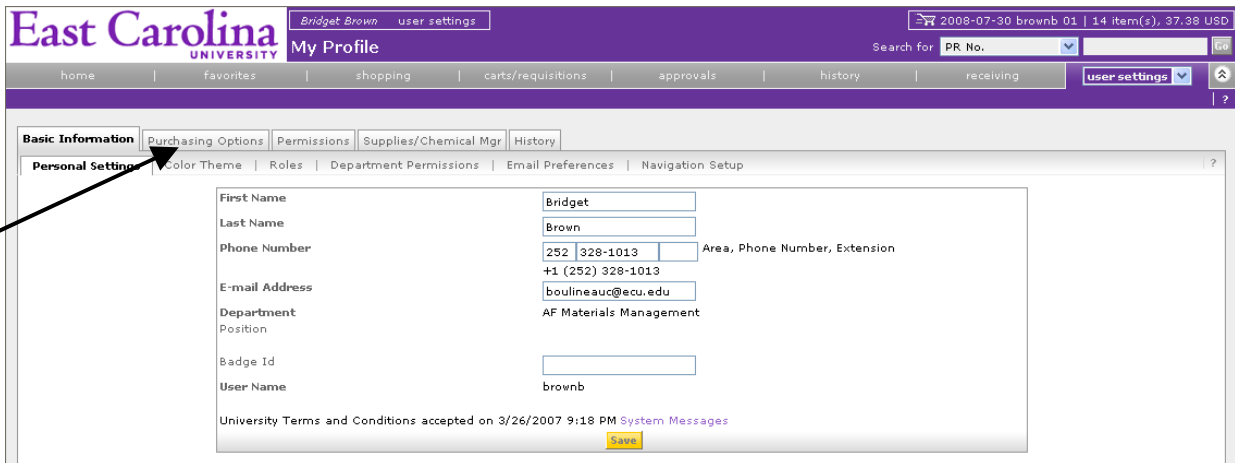 East Carolina
UNIVERSITY
Bridget Brown user settings
2008-07-30 brownb 01 | 14 item(s), 37.38 USD
My Profile
Search for PR No. Go
home | favorites | shopping | carts/requisitions | approvals | history | receiving user settings
?
Basic Information Purchasing Options Permissions Supplies/Chemical Mgr History
Personal Settings Color Theme | Roles | Department Permissions | Email Preferences | Navigation Setup ?
First Name Bridget
Last Name Brown
Phone Number 252 328-1013 Area, Phone Number, Extension
+1 (252) 328-1013
E-mail Address boulineauc@ecu.edu
Department AF Materials Management
Position
Badge Id
User Name brownb
University Terms and Conditions accepted on 3/26/2007 9:18 PM System Messages
Save